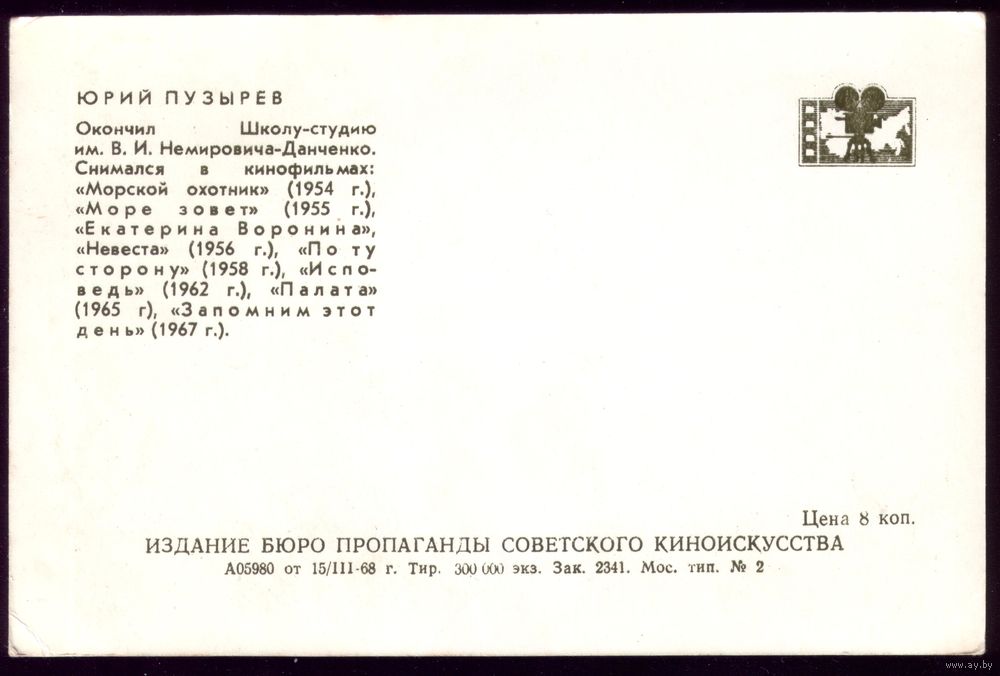 ЮРИЙ ПУЗЫРЕВ
Окончил Школу-студию
им. В. И. Немировича-Данченко.
Снимался в кинофильмах:
«Морской охотник» (1954 г.),
«Море зовет» (1955 г.),
«Екатерина Воронина»,
«Невеста» (1956 г.), «По ту
сторону» (1958 г.), «Испо-
ведь» (1962 г.), «Палата»
(1965 г), «Запомним этот
день» (1967 г.).
Цена 8 коп.
ИЗДАНИЕ БЮРО ПРОПАГАНДЫ СОВЕТСКОГО КИНОИСКУССТВА
А05980 от 15/III-68 г. Тир. 300 000 экз. Зак. 2341. Мос. тип. № 2
www.ay.by